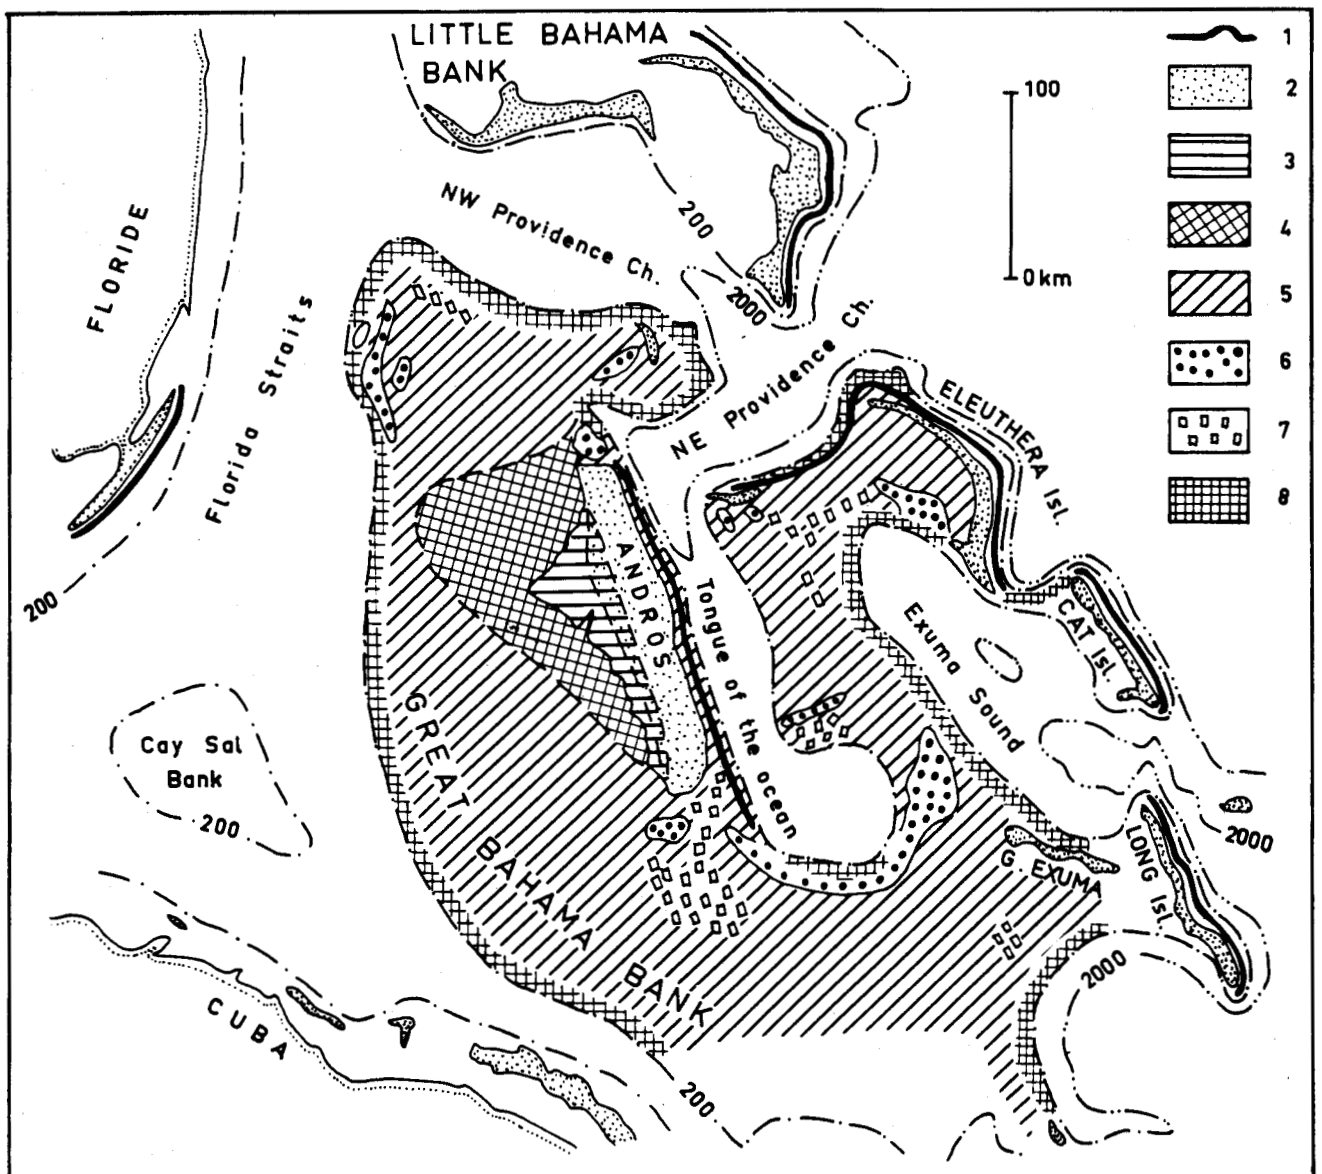 LITTLE BAHAMA
BANK
1
2
3
4
5
6
7
8
100
0 km
FLORIDE
Florida Straits
NW Providence Ch.
200
2000
NE Providence Ch.
ELEUTHERA Isl.
200
ANDROS
Tongue of the ocean
Exuma Sound
CAT Isl.
GREAT BAHAMA BANK
Cay Sal
Bank
200
G. EXUMA
LONG Isl.
2000
2000
CUBA
200